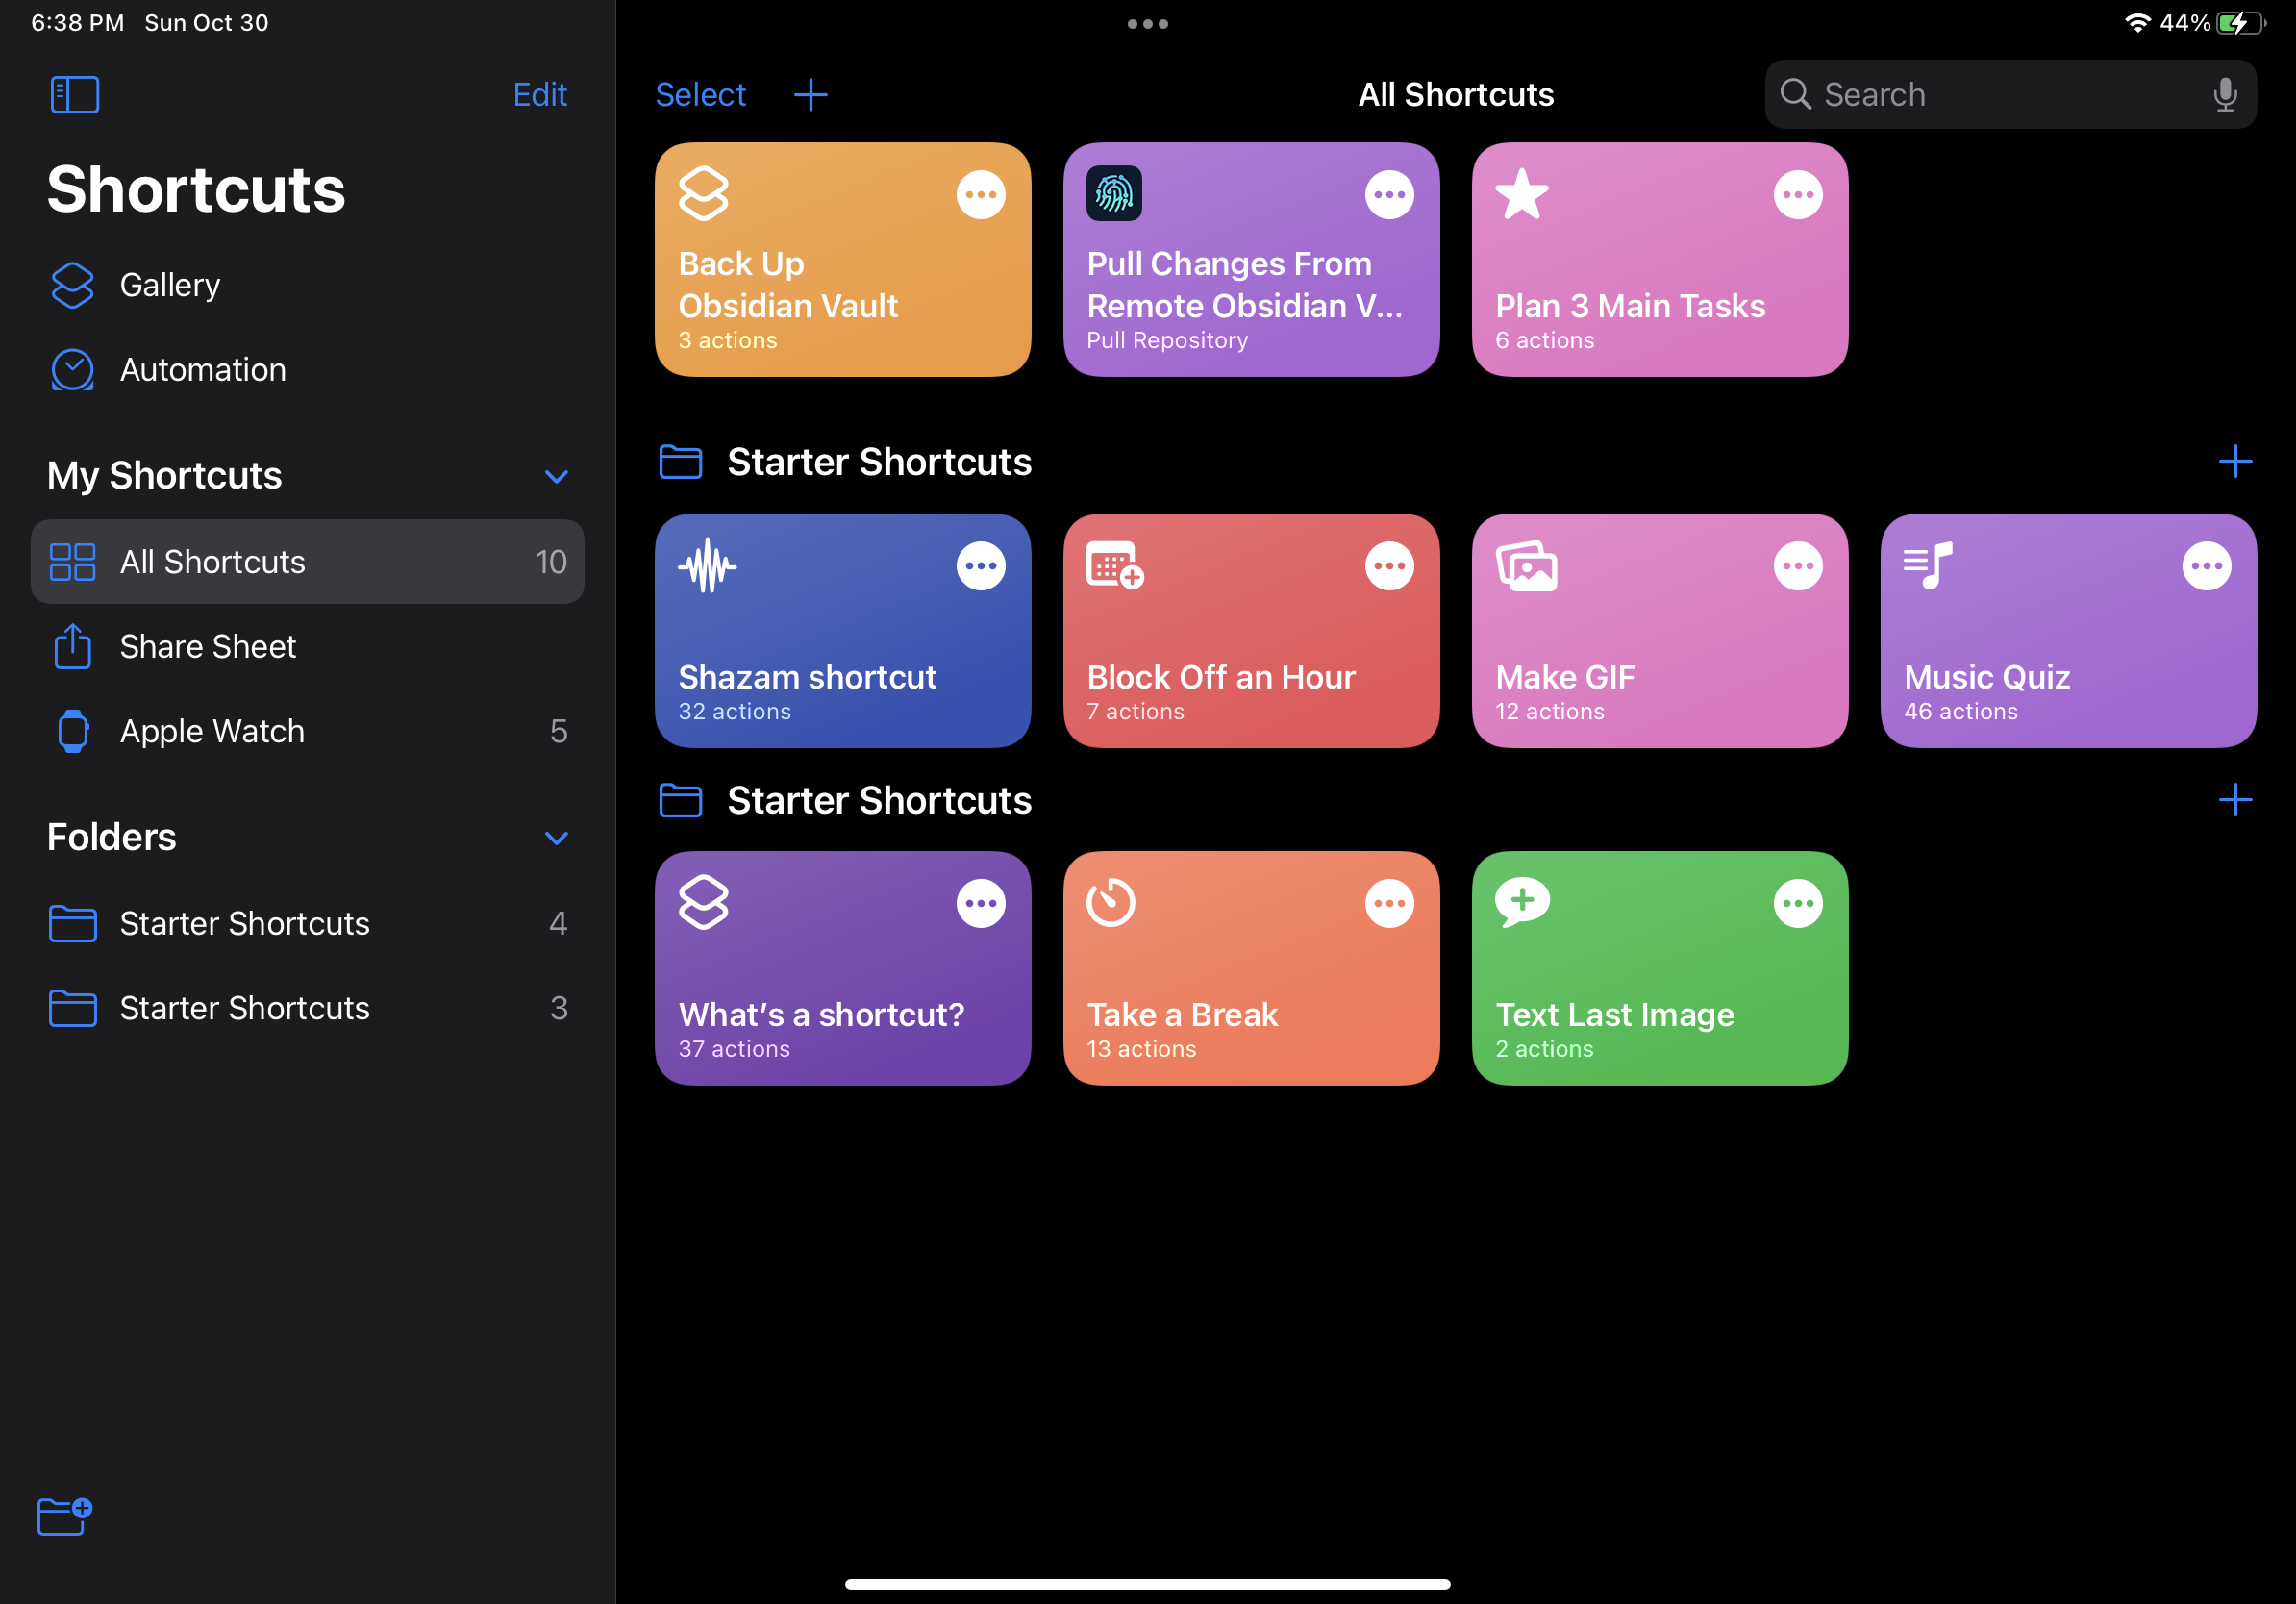 6:38 PM Sun Oct 30
44%
Edit
Shortcuts
Gallery
Automation
My Shortcuts
All Shortcuts 10
Share Sheet
Apple Watch 5
Folders
Starter Shortcuts 4
Starter Shortcuts 3
Select
All Shortcuts
Search
Back Up
Obsidian Vault
3 actions
Pull Changes From
Remote Obsidian V...
Pull Repository
Plan 3 Main Tasks
6 actions
Starter Shortcuts
Shazam shortcut
32 actions
Block Off an Hour
7 actions
Make GIF
12 actions
Music Quiz
46 actions
Starter Shortcuts
What’s a shortcut?
37 actions
Take a Break
13 actions
Text Last Image
2 actions